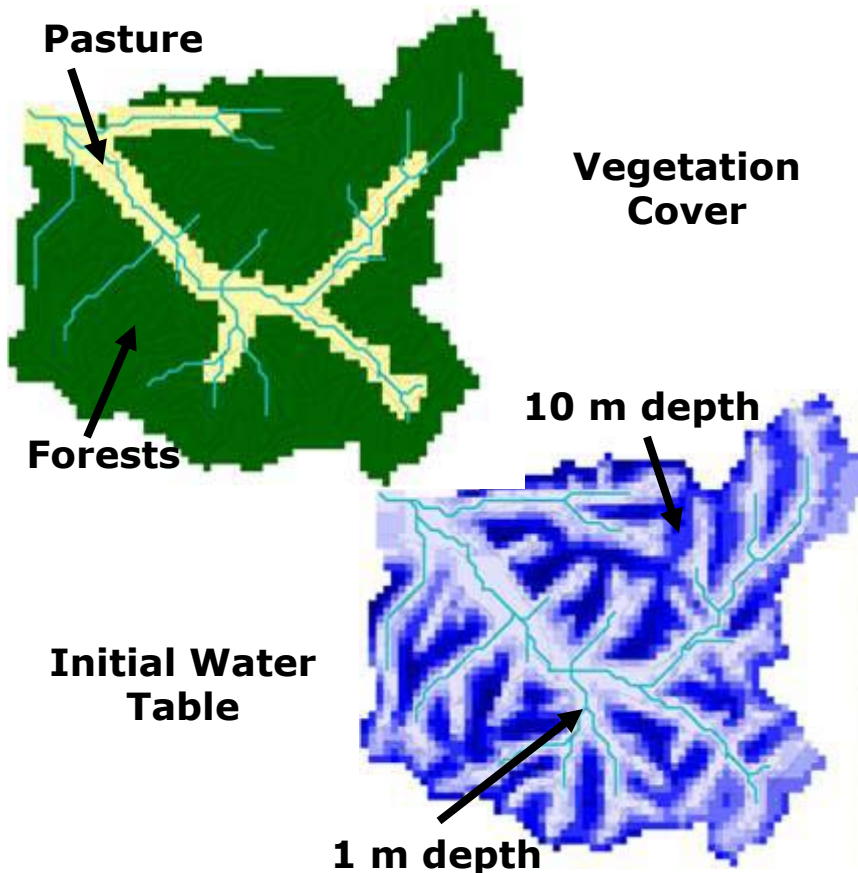 Pasture
Vegetation
Cover
Forests
10 m depth
Initial Water
Table
1 m depth